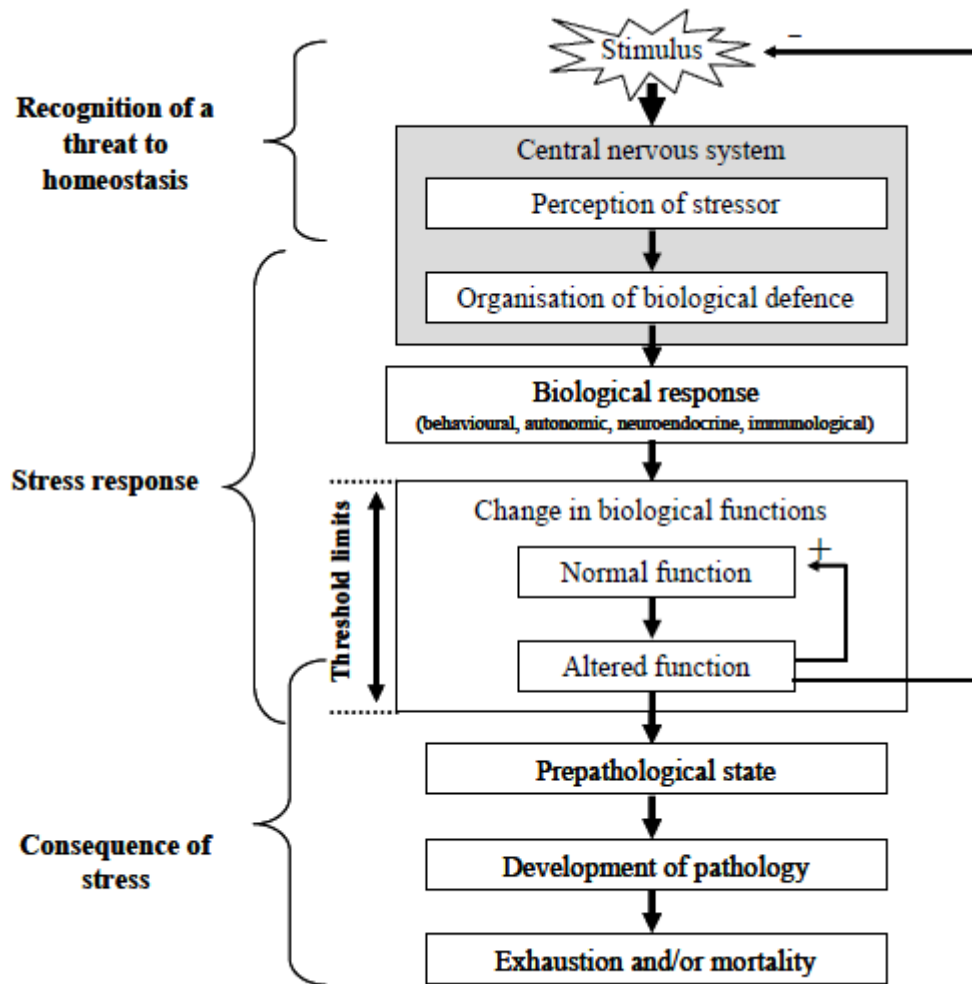 Stimulus
–
Recognition of a
threat to
homeostasis
Central nervous system
Perception of stressor
Organisation of biological defence
Biological response
(behavioural, autonomic, neuroendocrine, immunological)
Stress response
Threshold limits
Change in biological functions
+
Normal function
Altered function
Consequence of
stress
Prepathological state
Development of pathology
Exhaustion and/or mortality